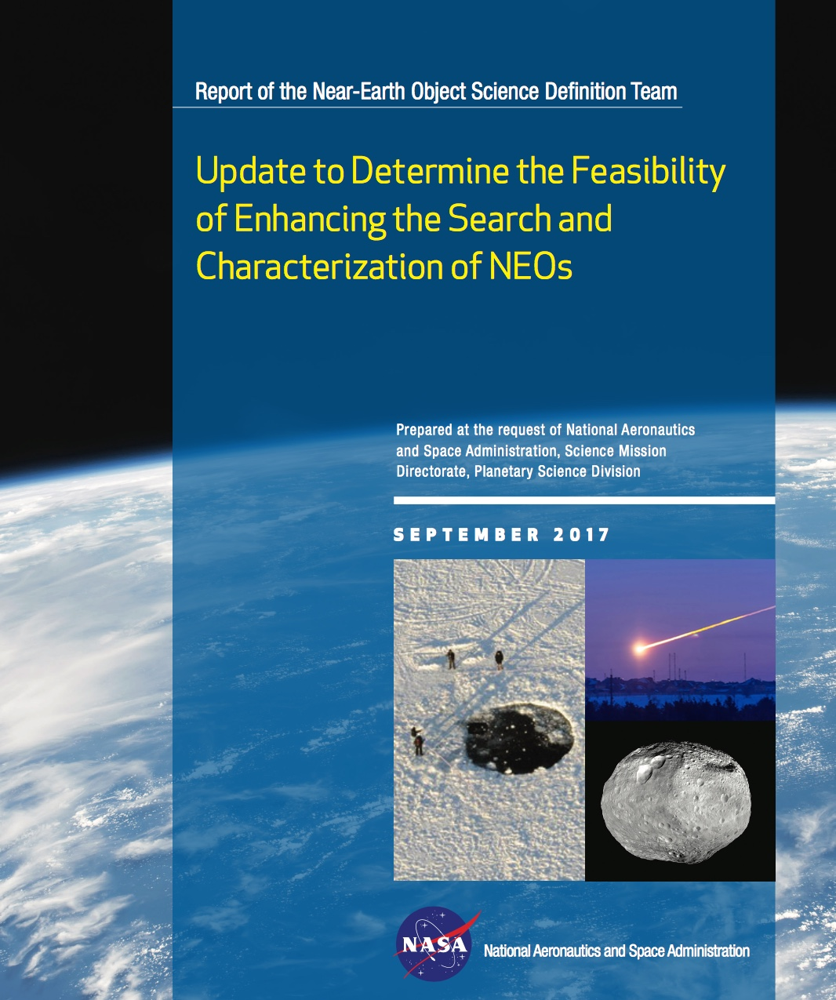 Report of the Near-Earth Object Science Definition Team
Update to Determine the Feasibility
of Enhancing the Search and
Characterization of NEOs
Prepared at the request of National Aeronautics
and Space Administration, Science Mission
Directorate, Planetary Science Division
SEPTEMBER 2017
NASA
National Aeronautics and Space Administration